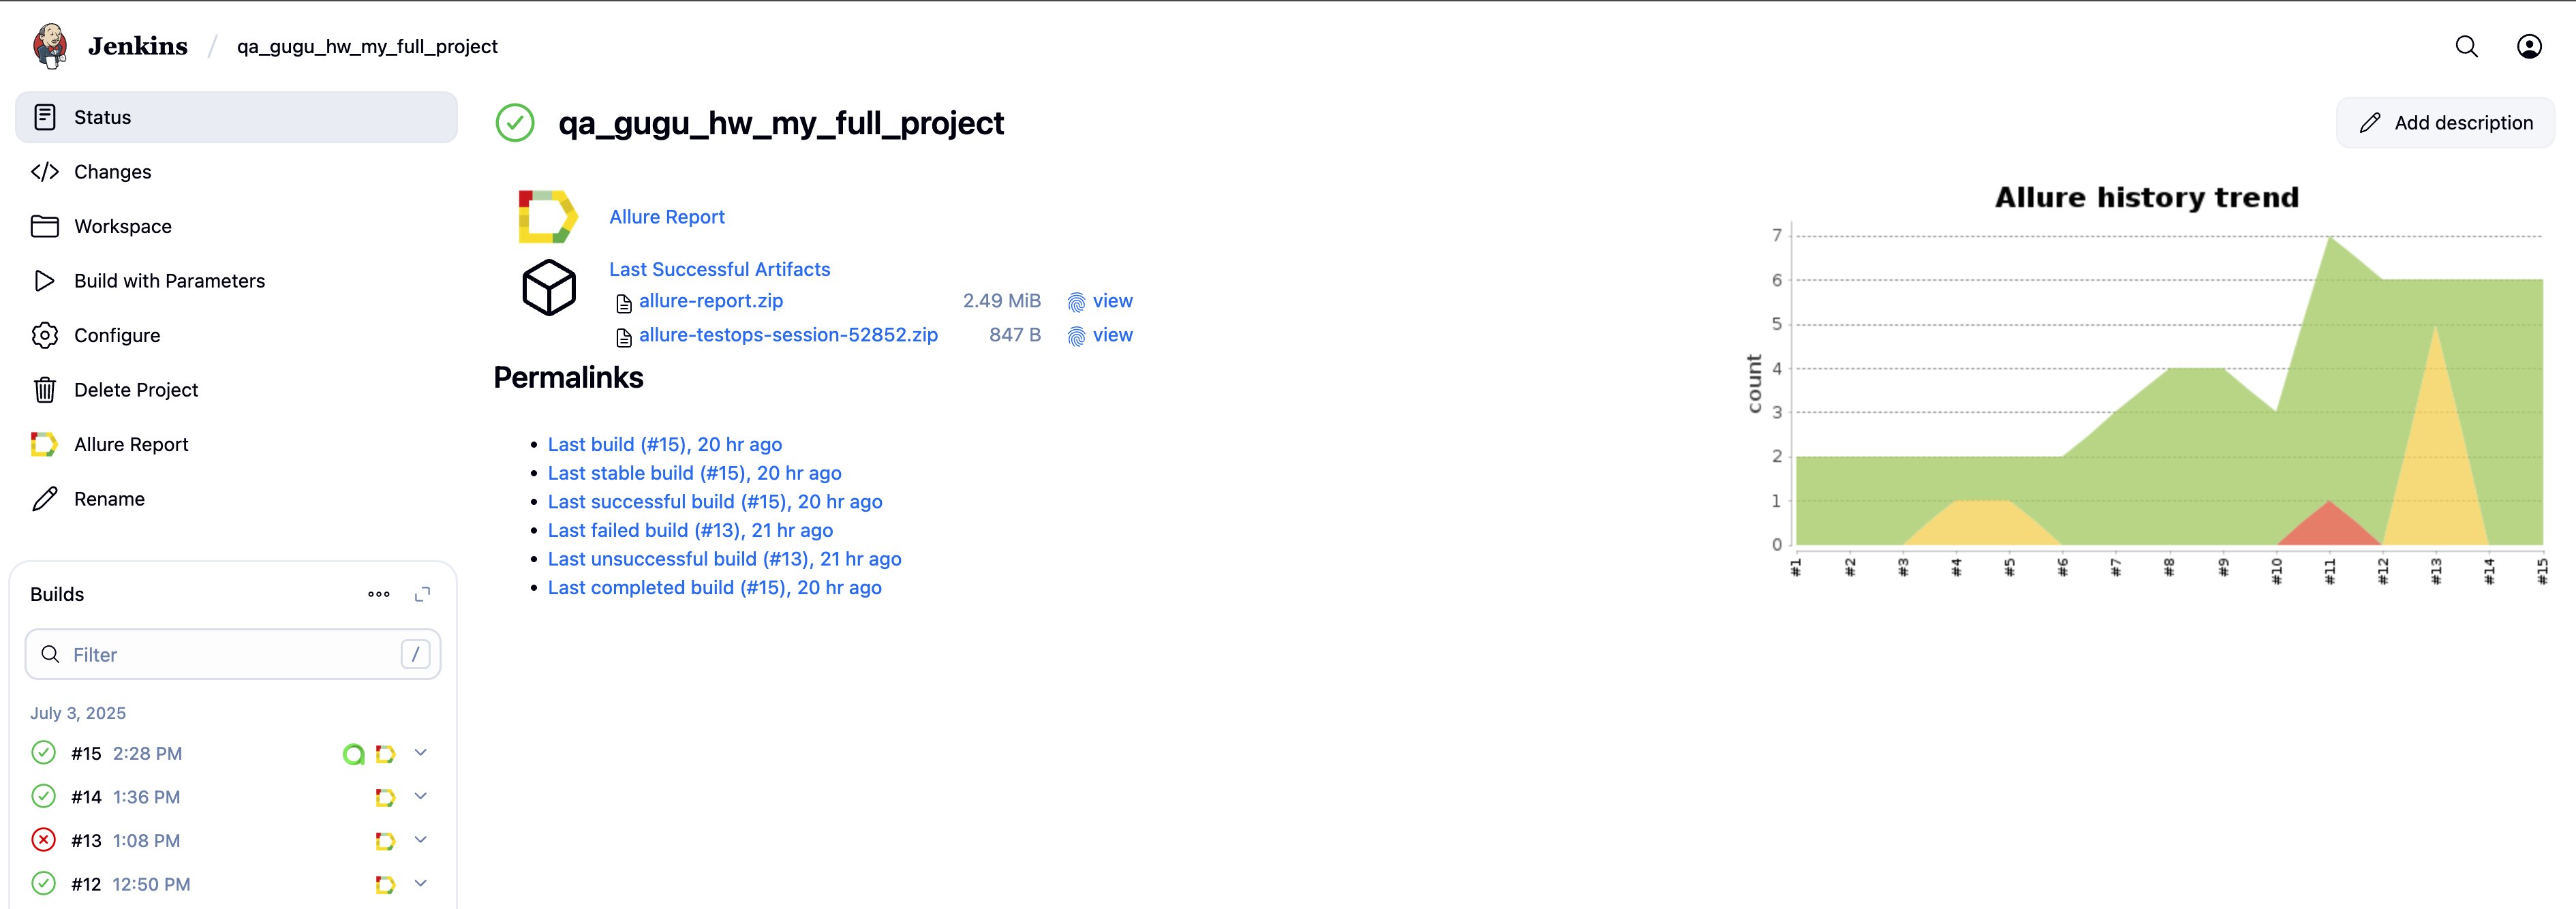 Jenkins / qa_gugu_hw_my_full_project
Status
Changes
Workspace
Build with Parameters
Configure
Delete Project
Allure Report
Rename
Builds
Filter /
July 3, 2025
#15 2:28 PM
#14 1:36 PM
#13 1:08 PM
#12 12:50 PM
qa_gugu_hw_my_full_project
Add description
Allure Report
Last Successful Artifacts
allure-report.zip 2.49 MiB view
allure-testops-session-52852.zip 847 B view
Permalinks
• Last build (#15), 20 hr ago
• Last stable build (#15), 20 hr ago
• Last successful build (#15), 20 hr ago
• Last failed build (#13), 21 hr ago
• Last unsuccessful build (#13), 21 hr ago
• Last completed build (#15), 20 hr ago
Allure history trend
count
7
6
5
4
3
2
1
0
#1 #2 #3 #4 #5 #6 #7 #8 #9 #10 #11 #12 #13 #14 #15